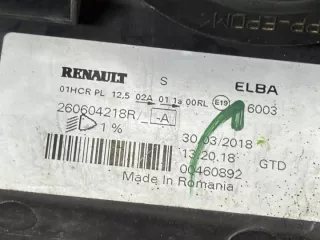 RENAULT S ELBA
01HCR PL 12.5 02A 01 1a 00RL E19 6003
260604218R/_ -A
1 % 30/03/2018
13.20.18 GTD
00460892
Made in Romania